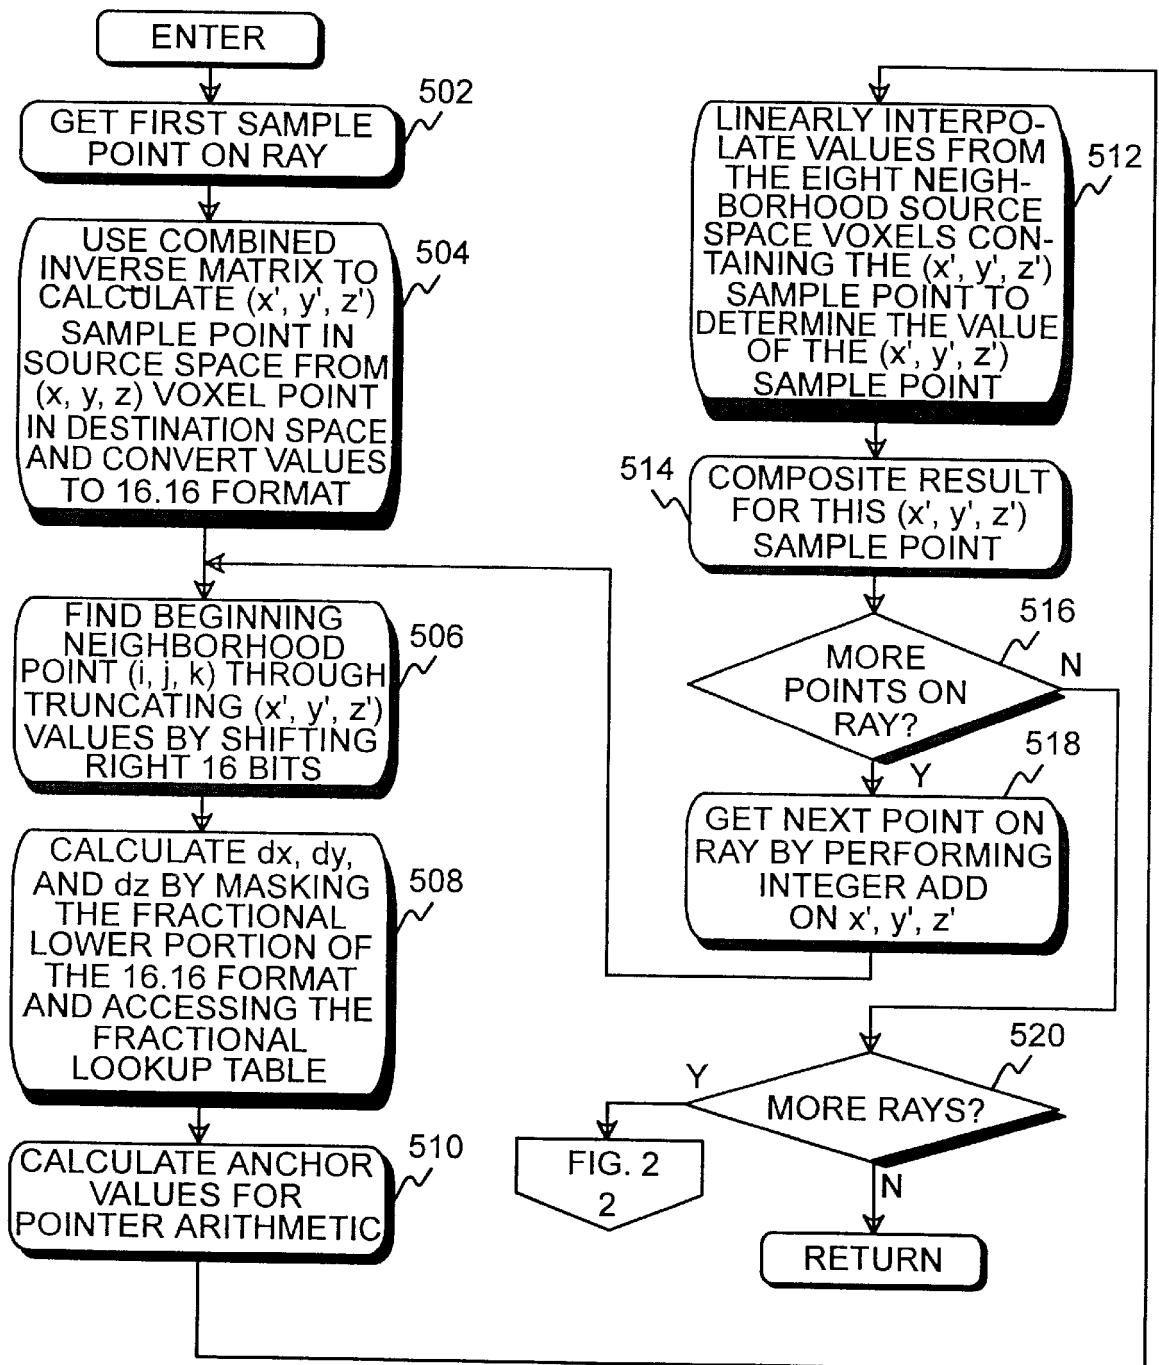 ENTER
502
GET FIRST SAMPLE
POINT ON RAY
504
USE COMBINED
INVERSE MATRIX TO
CALCULATE (x', y', z')
SAMPLE POINT IN
SOURCE SPACE FROM
(x, y, z) VOXEL POINT
IN DESTINATION SPACE
AND CONVERT VALUES
TO 16.16 FORMAT
506
FIND BEGINNING
NEIGHBORHOOD
POINT (i, j, k) THROUGH
TRUNCATING (x', y', z')
VALUES BY SHIFTING
RIGHT 16 BITS
508
CALCULATE dx, dy,
AND dz BY MASKING
THE FRACTIONAL
LOWER PORTION OF
THE 16.16 FORMAT
AND ACCESSING THE
FRACTIONAL
LOOKUP TABLE
510
CALCULATE ANCHOR
VALUES FOR
POINTER ARITHMETIC
512
LINEARLY INTERPO-
LATE VALUES FROM
THE EIGHT NEIGH-
BORHOOD SOURCE
SPACE VOXELS CON-
TAINING THE (x', y', z')
SAMPLE POINT TO
DETERMINE THE VALUE
OF THE (x', y', z')
SAMPLE POINT
514
COMPOSITE RESULT
FOR THIS (x', y', z')
SAMPLE POINT
516
MORE
POINTS ON
RAY?
N
Y
518
GET NEXT POINT ON
RAY BY PERFORMING
INTEGER ADD
ON x', y', z'
520
MORE RAYS?
Y
FIG. 2
2
N
RETURN